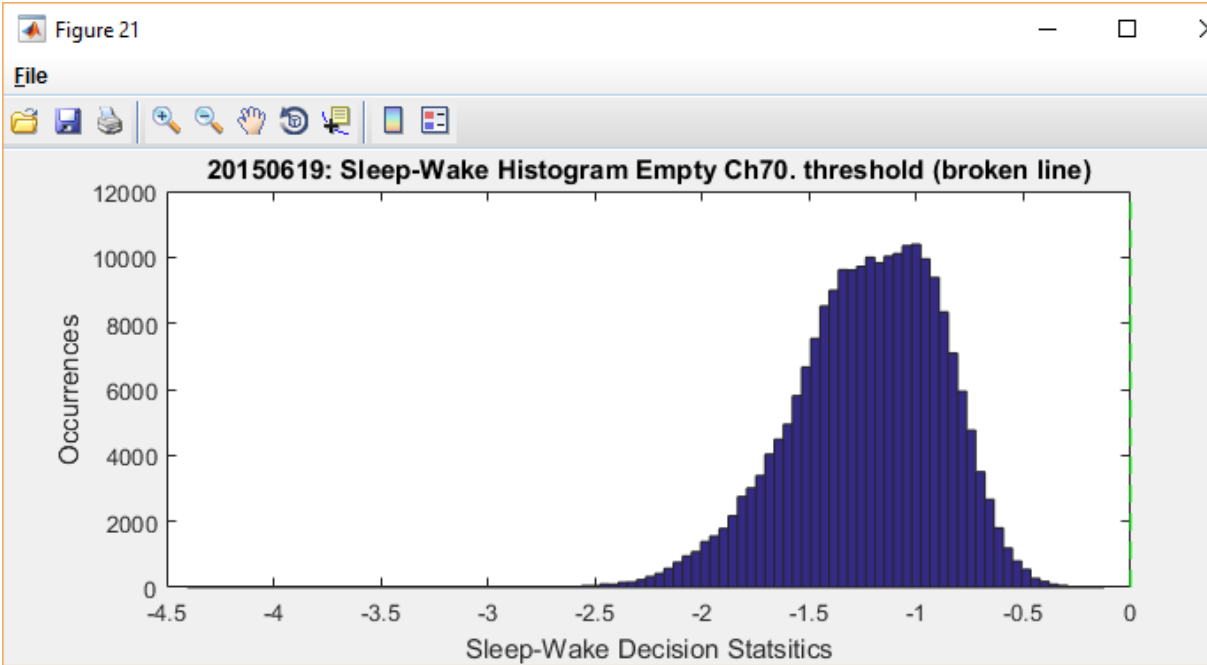 Figure 21
File
20150619: Sleep-Wake Histogram Empty Ch70. threshold (broken line)
12000
10000
8000
6000
4000
2000
0
Occurrences
-4.5 -4 -3.5 -3 -2.5 -2 -1.5 -1 -0.5 0
Sleep-Wake Decision Statsitics